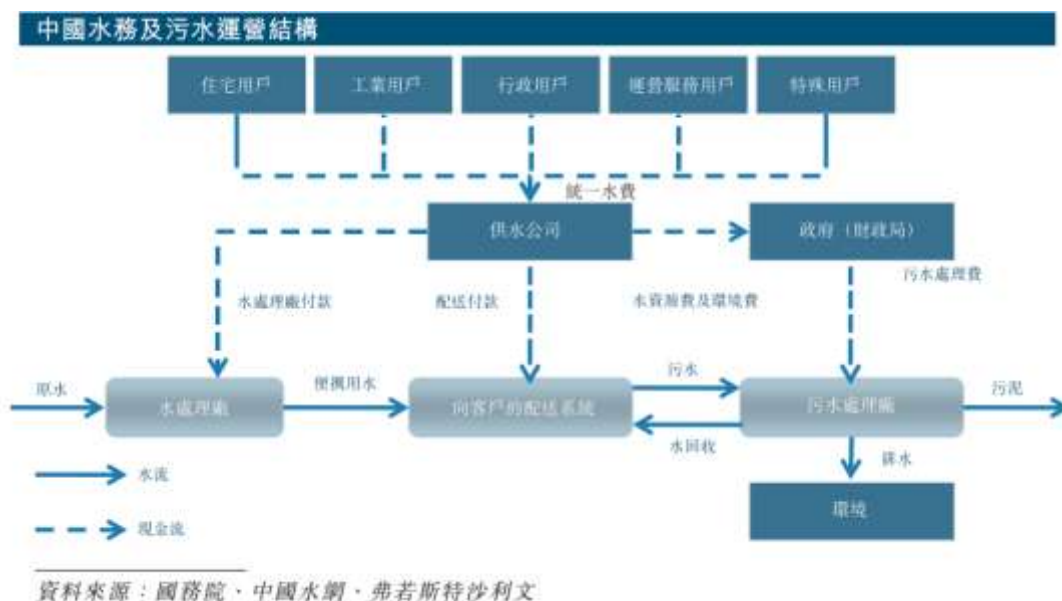 中國水務及污水運營結構
住宅用戶
工業用戶
行政用戶
運營服務用戶
特殊用戶
統一水費
供水公司
政府（財政局）
污水處理費
水處理廠付款
配送付款
水資源費及環境費
原水
水處理廠
便攜用水
向客戶的配送系統
污水
水回收
污水處理廠
污泥
排水
環境
水流
現金流
資料來源：國務院、中國水網、弗若斯特沙利文